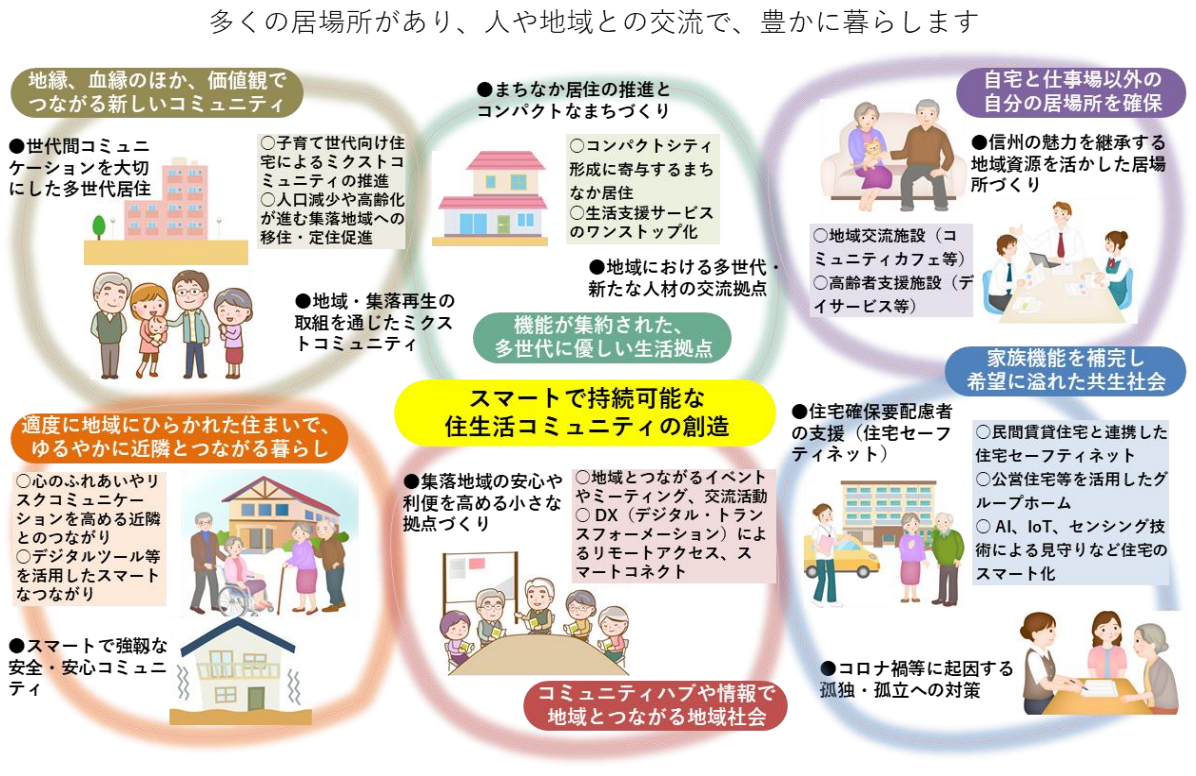 多くの居場所があり、人や地域との交流で、豊かに暮らします
地縁、血縁のほか、価値観で
つながる新しいコミュニティ
●世代間コミュニ
ケーションを大切
にした多世代居住
○子育て世代向け住
宅によるミクストコ
ミュニティの推進
○人口減少や高齢化
が進む集落地域への
移住・定住促進
●地域・集落再生の
取組を通じたミクス
トコミュニティ
●まちなか居住の推進と
コンパクトなまちづくり
○コンパクトシティ
形成に寄与するまち
なか居住
○生活支援サービス
のワンストップ化
●地域における多世代・
新たな人材の交流拠点
機能が集約された、
多世代に優しい生活拠点
自宅と仕事場以外の
自分の居場所を確保
●信州の魅力を継承する
地域資源を活かした居場
所づくり
○地域交流施設（コ
ミュニティカフェ等）
○高齢者支援施設（デ
イサービス等）
スマートで持続可能な
住生活コミュニティの創造
適度に地域にひらかれた住まいで、
ゆるやかに近隣とつながる暮らし
○心のふれあいやリ
スクコミュニケー
ションを高める近隣
とのつながり
○デジタルツール等
を活用したスマート
なつながり
●スマートで強靱な
安全・安心コミュニ
ティ
●集落地域の安心や
利便を高める小さな
拠点づくり
○地域とつながるイベント
やミーティング、交流活動
○DX（デジタル・トラン
スフォーメーション）によ
るリモートアクセス、ス
マートコネクト
コミュニティハブや情報で
地域とつながる地域社会
家族機能を補完し
希望に溢れた共生社会
●住宅確保要配慮者
の支援（住宅セーフ
ティネット）
○民間賃貸住宅と連携した
住宅セーフティネット
○公営住宅等を活用したグ
ループホーム
○AI、IoT、センシング技
術による見守りなど住宅の
スマート化
●コロナ禍等に起因する
孤独・孤立への対策